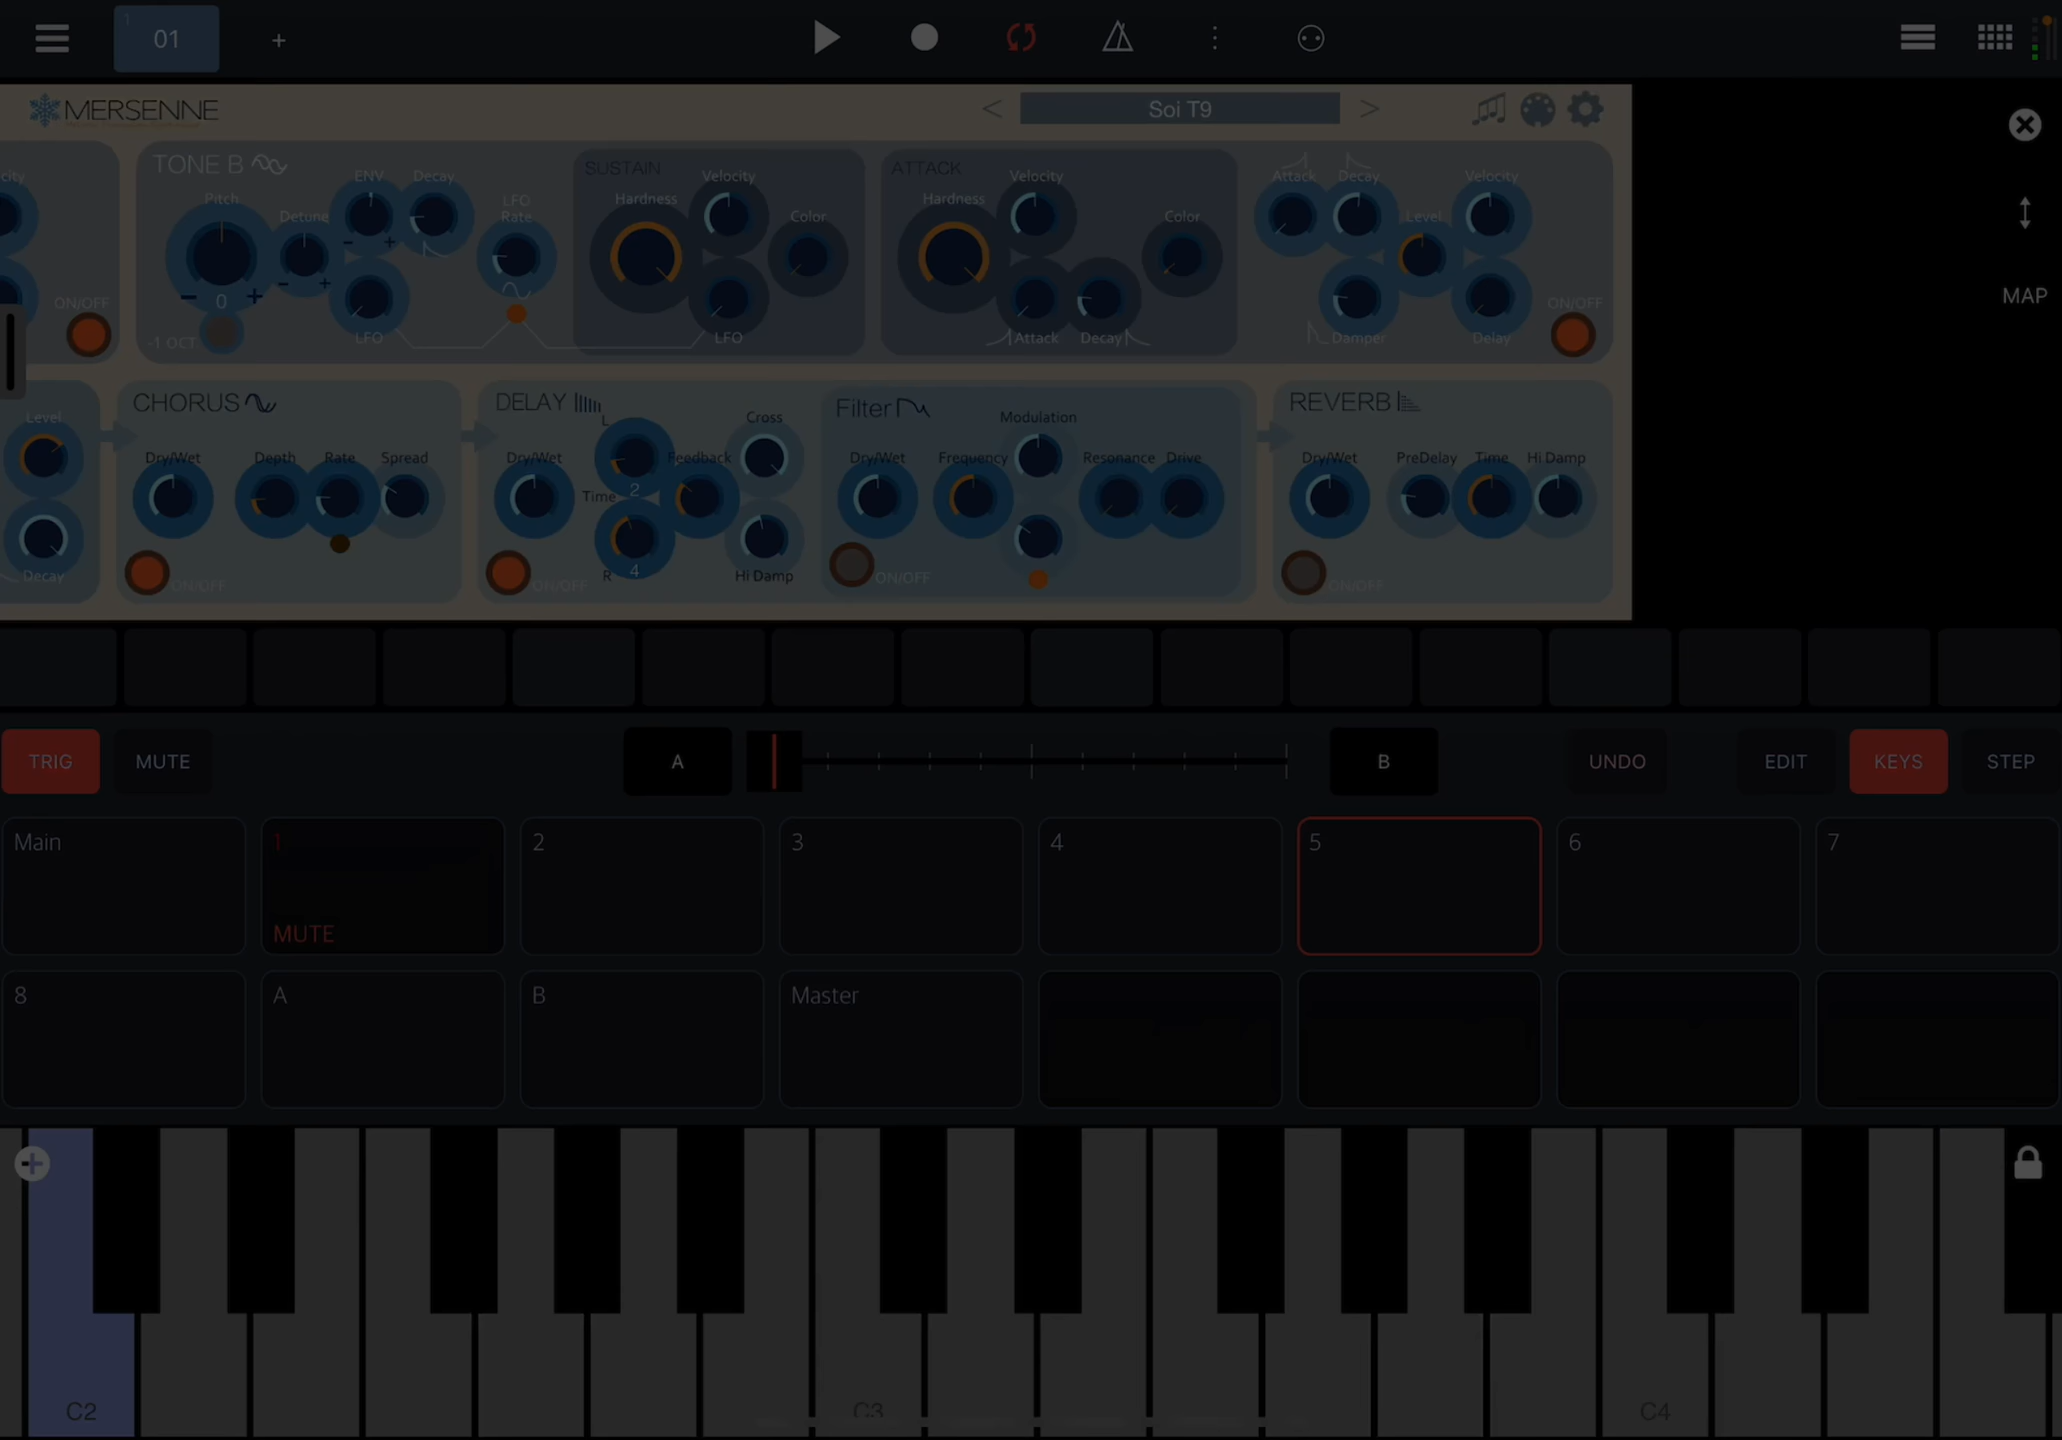 1
01
+
MERSENNE
< Soi T9 >
MAP
TONE B
Pitch
ENV
Decay
Detune
LFO
Rate
- 0 +
- +
- +
-1 OCT
LFO
SUSTAIN
Hardness
Velocity
Color
LFO
ATTACK
Hardness
Velocity
Color
Attack
Decay
Attack
Decay
Level
Velocity
Damper
Delay
ON/OFF
ON/OFF
Level
Decay
CHORUS
Dry/Wet
Depth
Rate
Spread
ON/OFF
DELAY
Dry/Wet
L
2
Time
R
4
Feedback
Cross
Hi Damp
ON/OFF
Filter
Dry/Wet
Frequency
Modulation
Resonance
Drive
ON/OFF
REVERB
Dry/Wet
PreDelay
Time
Hi Damp
ON/OFF
TRIG MUTE A B UNDO EDIT KEYS STEP
Main 1 2 3 4 5 6 7
MUTE
8 A B Master
C2 C3 C4